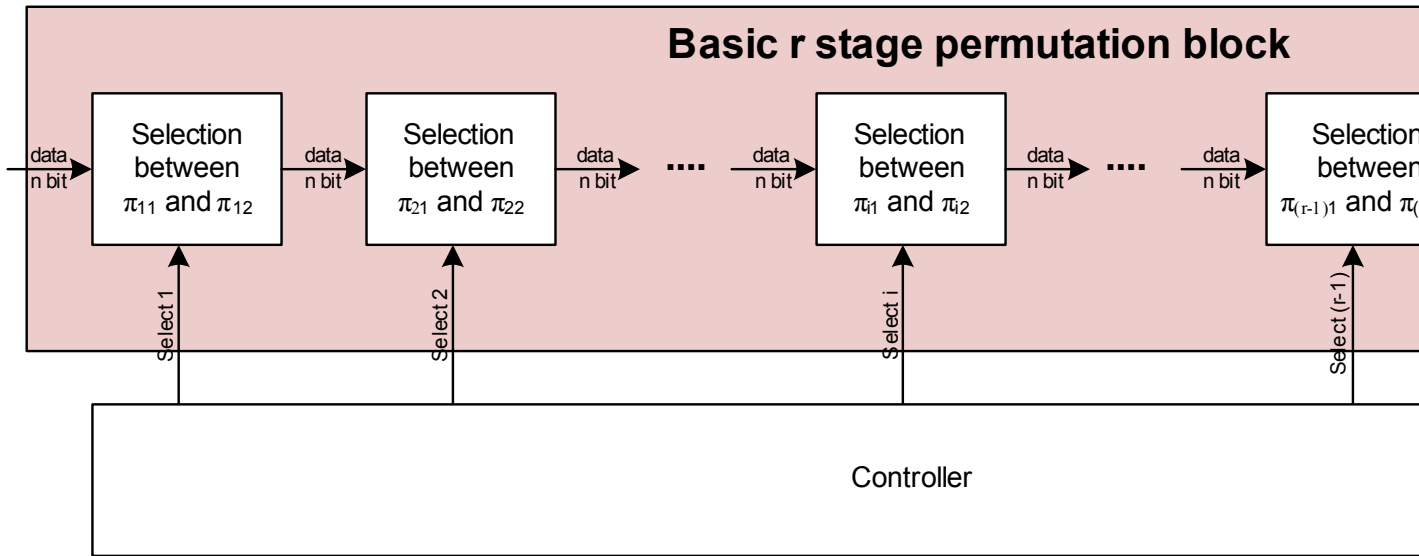 Basic r stage permutation block
Selection
between
π11 and π12
Selection
between
π21 and π22
Selection
between
πi1 and πi2
Selection
between
π(r-1)1 and π(
data
n bit
data
n bit
data
n bit
....
data
n bit
data
n bit
....
data
n bit
Select 1
Select 2
Select i
Select (r-1)
Controller